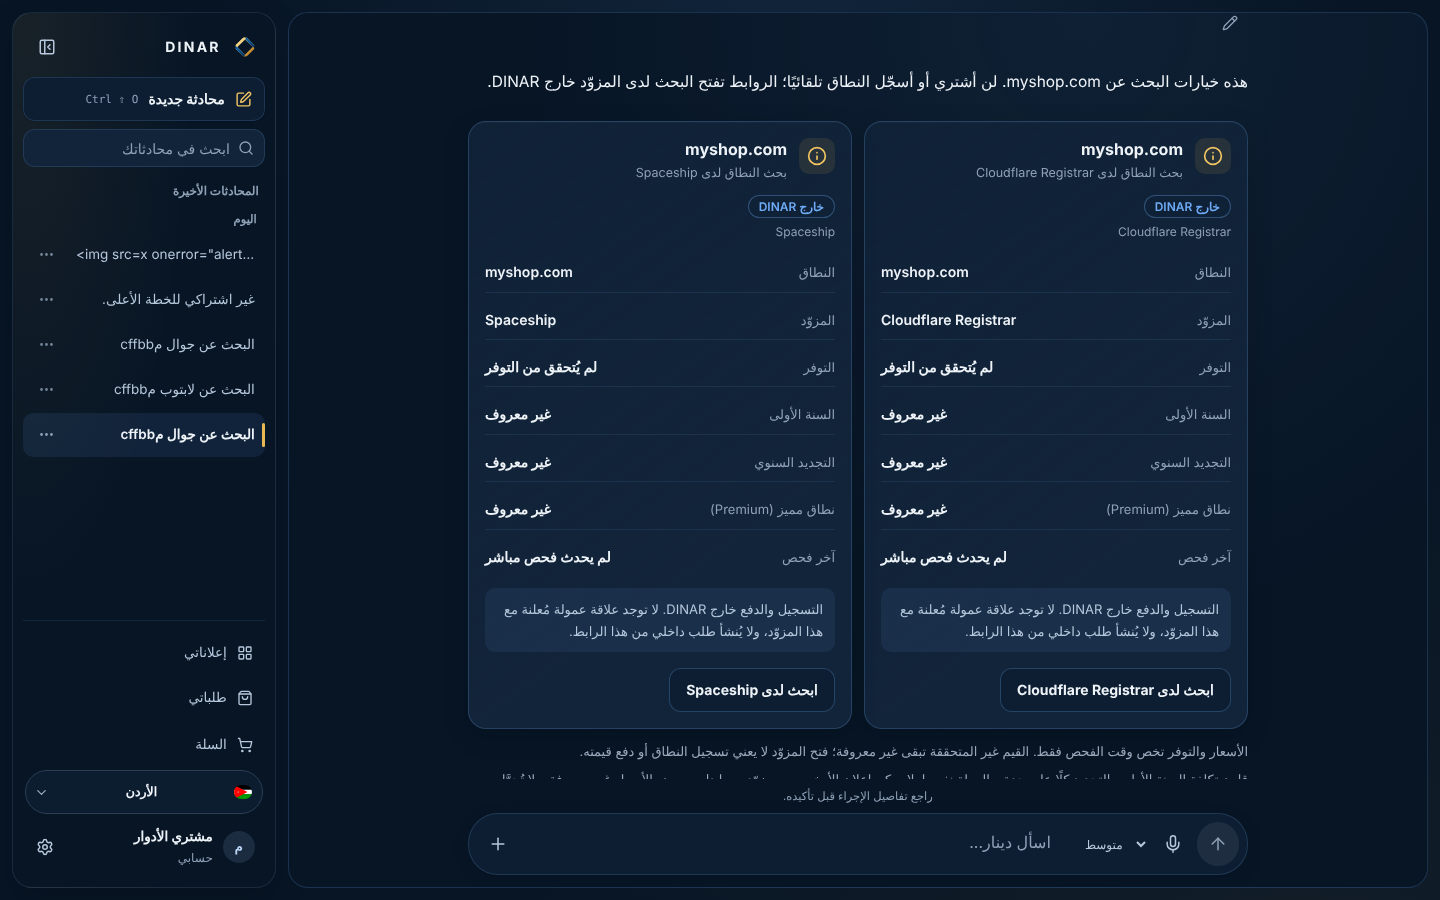 DINAR
محادثة جديدة Ctrl ⇧ O
ابحث في محادثاتك
المحادثات الأخيرة
اليوم
<img src=x onerror="alert...
غير اشتراكي للخطة الأعلى.
البحث عن جوال مcffbb
البحث عن لابتوب مcffbb
البحث عن جوال مcffbb
إعلاناتي
طلباتي
السلة
الأردن
م
مشتري الأدوار
حسابي
هذه خيارات البحث عن myshop.com. لن أشتري أو أسجّل النطاق تلقائيًا؛ الروابط تفتح البحث لدى المزوّد خارج DINAR.
myshop.com
بحث النطاق لدى Cloudflare Registrar
خارج DINAR
Cloudflare Registrar
النطاق myshop.com
المزوّد Cloudflare Registrar
التوفر لم يُتحقق من التوفر
السنة الأولى غير معروف
التجديد السنوي غير معروف
نطاق مميز (Premium) غير معروف
آخر فحص لم يحدث فحص مباشر
التسجيل والدفع خارج DINAR. لا توجد علاقة عمولة مُعلنة مع
هذا المزوّد، ولا يُنشأ طلب داخلي من هذا الرابط.
ابحث لدى Cloudflare Registrar
myshop.com
بحث النطاق لدى Spaceship
خارج DINAR
Spaceship
النطاق myshop.com
المزوّد Spaceship
التوفر لم يُتحقق من التوفر
السنة الأولى غير معروف
التجديد السنوي غير معروف
نطاق مميز (Premium) غير معروف
آخر فحص لم يحدث فحص مباشر
التسجيل والدفع خارج DINAR. لا توجد علاقة عمولة مُعلنة مع
هذا المزوّد، ولا يُنشأ طلب داخلي من هذا الرابط.
ابحث لدى Spaceship
الأسعار والتوفر تخص وقت الفحص فقط. القيم غير المتحققة تبقى غير معروفة؛ فتح المزوّد لا يعني تسجيل النطاق أو دفع قيمته.
راجع تفاصيل الإجراء قبل تأكيده.
متوسط
اسأل دينار...